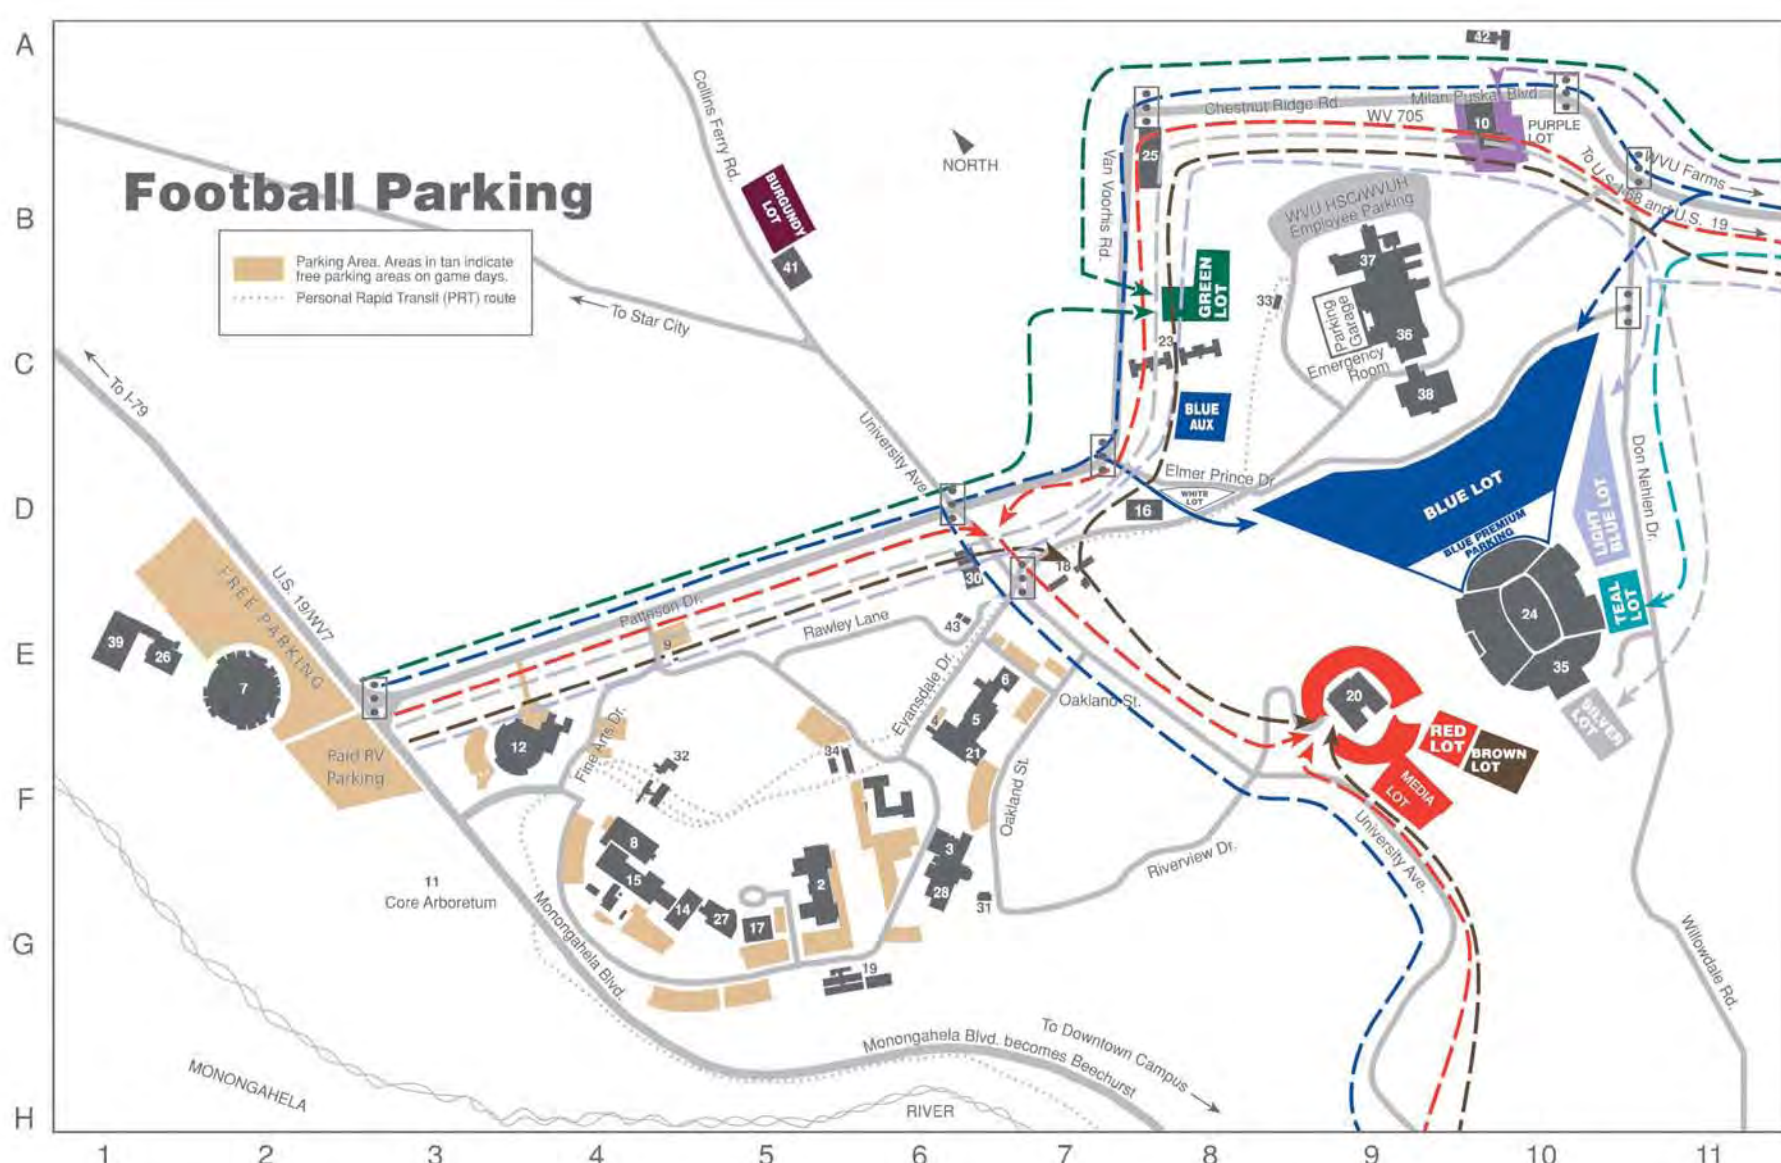 A
B
C
D
E
F
G
H
1
2
3
4
5
6
7
8
9
10
11
Football Parking
Parking Area. Areas in tan indicate
free parking areas on game days.
Personal Rapid Transit (PRT) route
NORTH
Collins Ferry Rd.
BURGUNDY
LOT
41
To Star City
To I-79
University Ave.
U.S. 19/WV7
FREE PARKING
Paid RV
Parking
39
26
7
12
Patteson Dr.
9
Rawley Lane
Fine Arts Dr.
Evansdale Dr.
43
30
18
6
5
4
21
32
34
8
15
14
27
17
2
3
28
31
19
11
Core Arboretum
Monongahela Blvd.
Monongahela Blvd. becomes Beechurst
To Downtown Campus
MONONGAHELA
RIVER
Oakland St.
Oakland St.
Riverview Dr.
University Ave.
Willowdale Rd.
Van Voorhis Rd.
Chestnut Ridge Rd.
Milan Puskar Blvd
WV 705
42
10
PURPLE
LOT
25
WVU Farms
To U.S. I-68 and U.S. 19
WVU HSC/WVUH
Employee Parking
37
36
38
33
Parking
Garage
Emergency
Room
GREEN
LOT
23
BLUE
AUX
Elmer Prince Dr.
WHITE
LOT
16
BLUE LOT
BLUE PREMIUM
PARKING
LIGHT
BLUE LOT
Don Nehlen Dr.
TEAL
LOT
24
35
SILVER
LOT
20
RED
LOT
BROWN
LOT
MEDIA
LOT